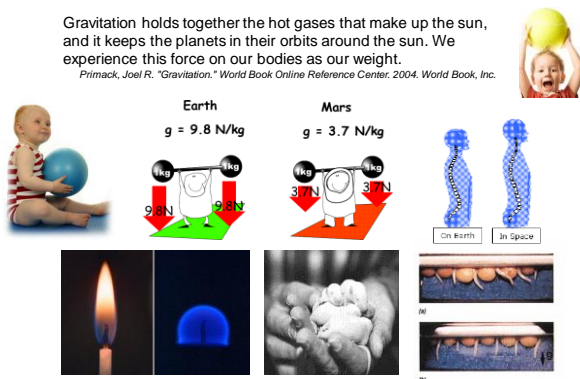 Gravitation holds together the hot gases that make up the sun,
and it keeps the planets in their orbits around the sun. We
experience this force on our bodies as our weight.
Primack, Joel R. "Gravitation." World Book Online Reference Center. 2004. World Book, Inc.
Earth
g = 9.8 N/kg
Mars
g = 3.7 N/kg
1kg
1kg
9.8N
9.8N
1kg
1kg
3.7N
3.7N
On Earth
In Space
(a)
g